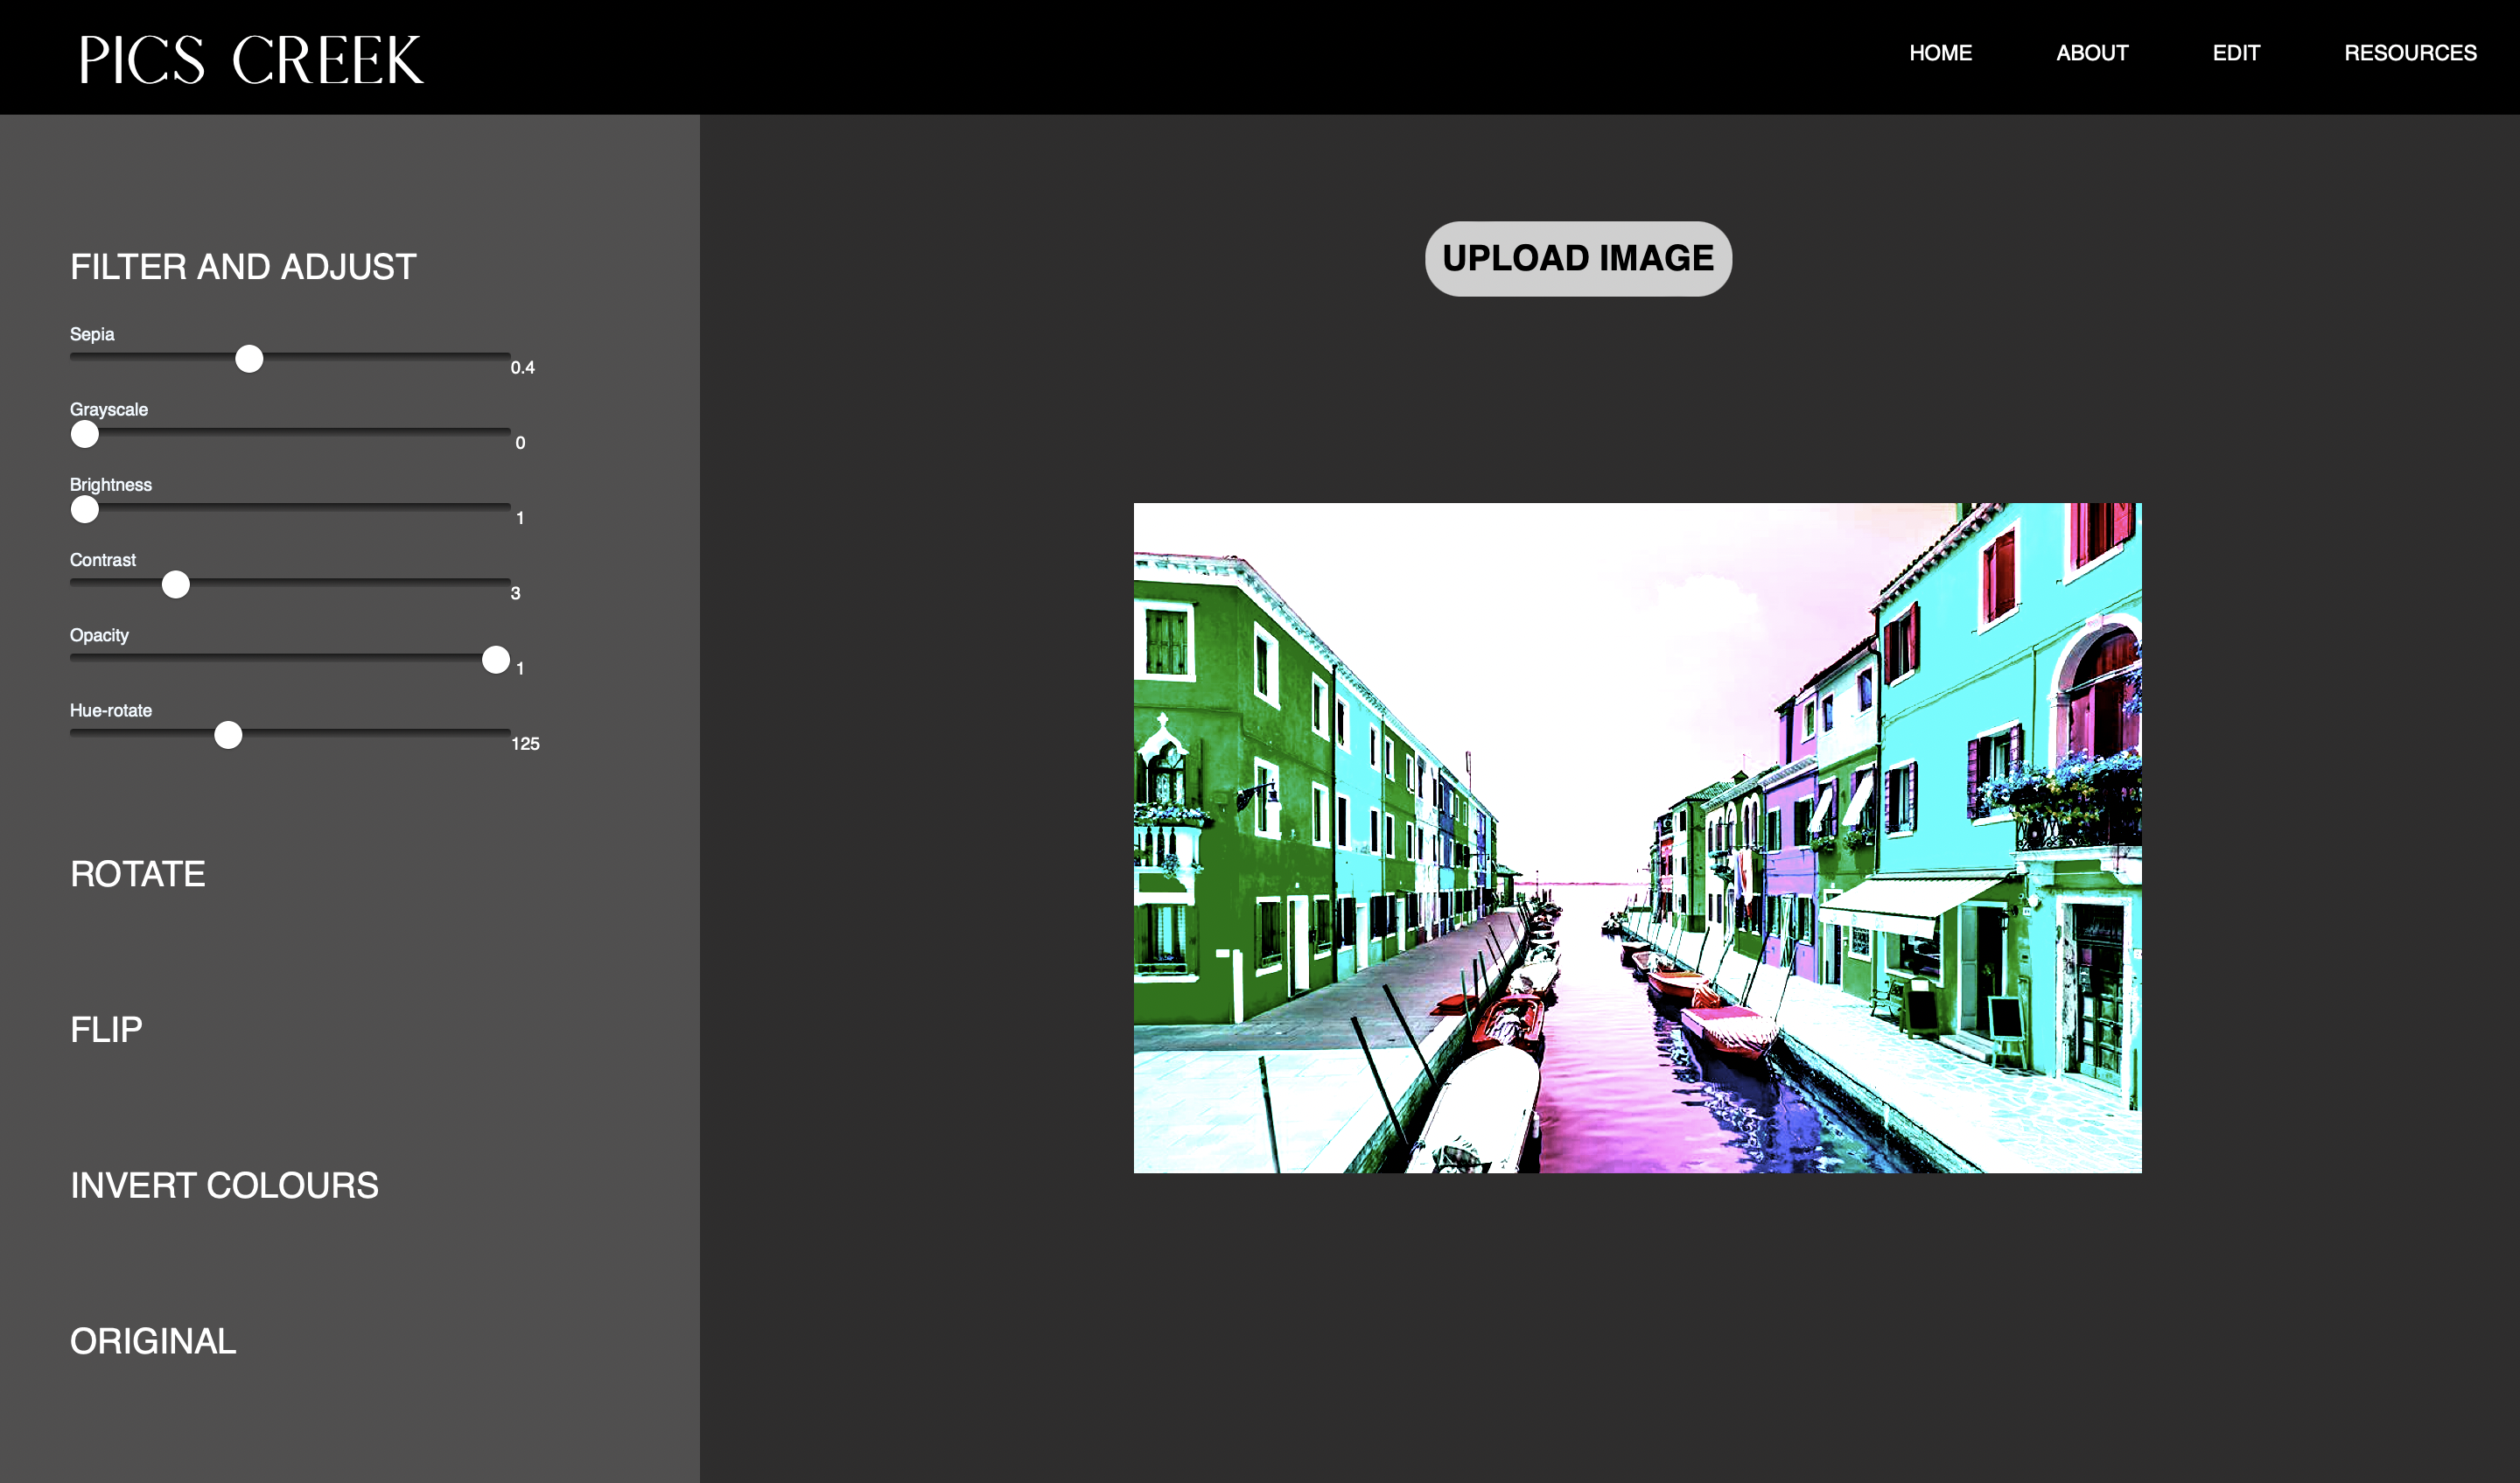 PICS CREEK
HOME ABOUT EDIT RESOURCES
UPLOAD IMAGE
FILTER AND ADJUST
Sepia
0.4
Grayscale
0
Brightness
1
Contrast
3
Opacity
1
Hue-rotate
125
ROTATE
FLIP
INVERT COLOURS
ORIGINAL